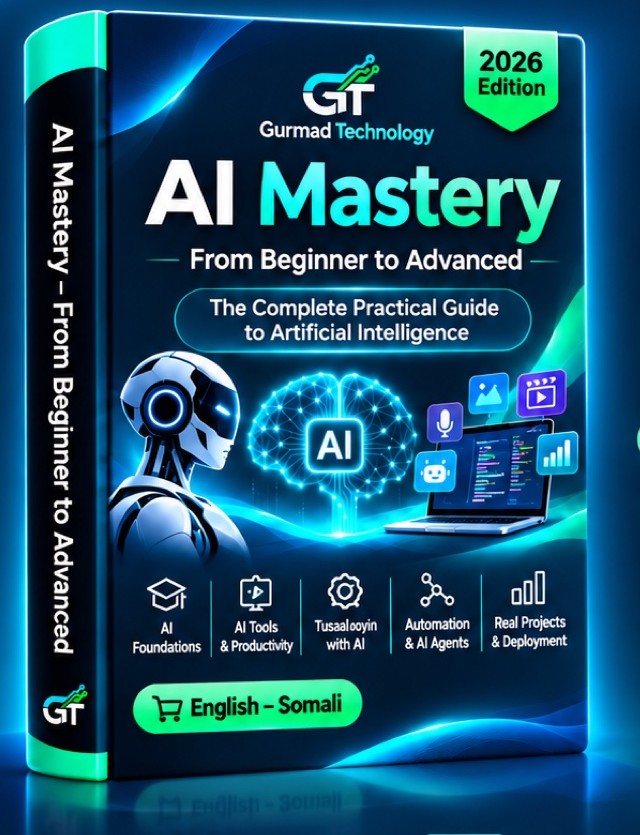 GT
Gurmad Technology
2026
Edition
AI Mastery
From Beginner to Advanced
The Complete Practical Guide
to Artificial Intelligence
AI
AI
Foundations
AI Tools
& Productivity
Tusaalooyin
with AI
Automation
& AI Agents
Real Projects
& Deployment
English – Somali
AI Mastery – From Beginner to Advanced
GT
English – Somali